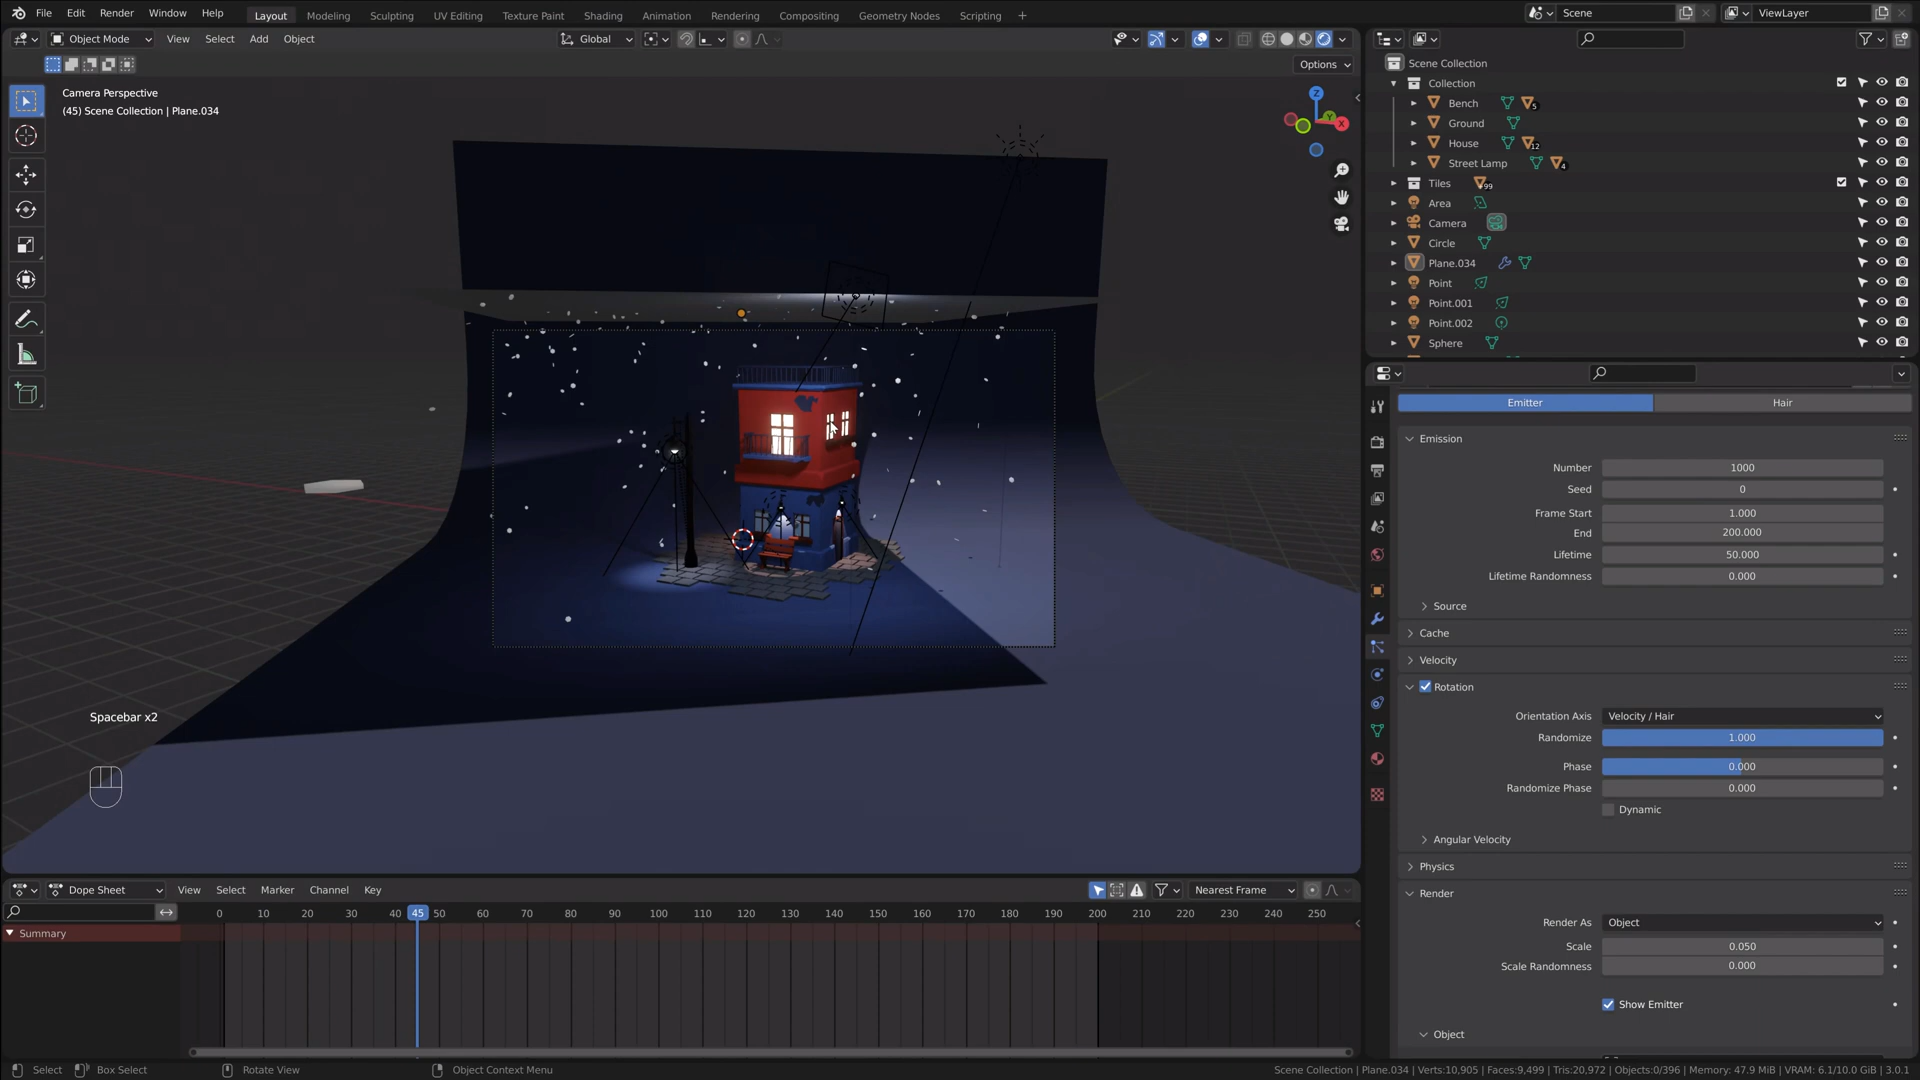 File Edit Render Window Help Layout Modeling Sculpting UV Editing Texture Paint Shading Animation Rendering Compositing Geometry Nodes Scripting + Scene ViewLayer
Object Mode View Select Add Object Global
Options
Camera Perspective
(45) Scene Collection | Plane.034
Z
Y
X
Spacebar x2
Scene Collection
Collection
Bench 5
Ground
House 12
Street Lamp 4
Tiles 99
Area
Camera
Circle
Plane.034
Point
Point.001
Point.002
Sphere
Emitter Hair
Emission
Number 1000
Seed 0
Frame Start 1.000
End 200.000
Lifetime 50.000
Lifetime Randomness 0.000
Source
Cache
Velocity
Rotation
Orientation Axis Velocity / Hair
Randomize 1.000
Phase 0.000
Randomize Phase 0.000
Dynamic
Angular Velocity
Physics
Render
Render As Object
Scale 0.050
Scale Randomness 0.000
Show Emitter
Object
Dope Sheet View Select Marker Channel Key Nearest Frame
0 10 20 30 40 45 50 60 70 80 90 100 110 120 130 140 150 160 170 180 190 200 210 220 230 240 250
Summary
Select Box Select Rotate View Object Context Menu Scene Collection | Plane.034 | Verts:10,905 | Faces:9,499 | Tris:20,972 | Objects:0/396 | Memory: 47.9 MiB | VRAM: 6.1/10.0 GiB | 3.0.1